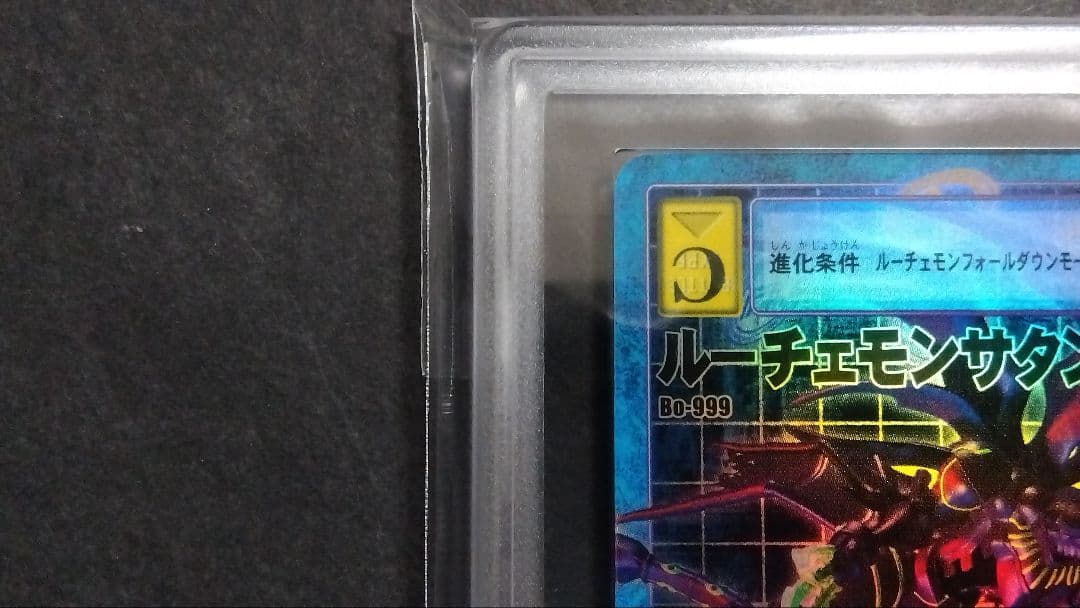 しん か じょうけん
進化条件 ルーチェモンフォールダウンモー
C
ルーチェモンサタン
Bo-999